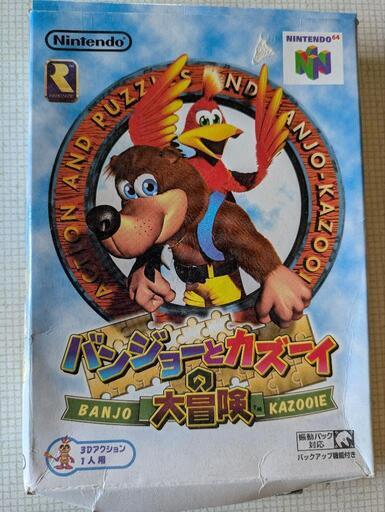 Nintendo
NINTENDO 64
ACTION AND PUZZLES AND BANJO-KAZOOIE
バンジョーとカズーイ
の
大冒険
BANJO
KAZOOIE
TM
3Dアクション
1人用
振動パック
対応
バックアップ機能付き